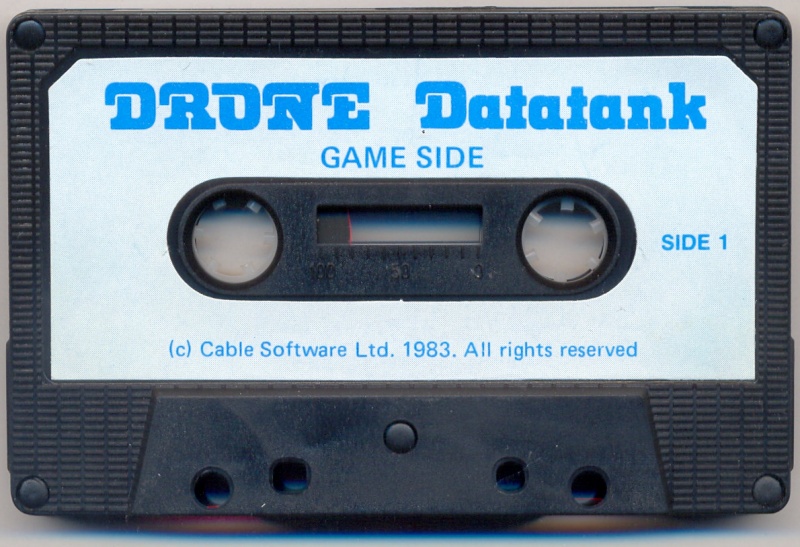 DRONE Datatank
GAME SIDE
SIDE 1
100 50 0
(c) Cable Software Ltd. 1983. All rights reserved